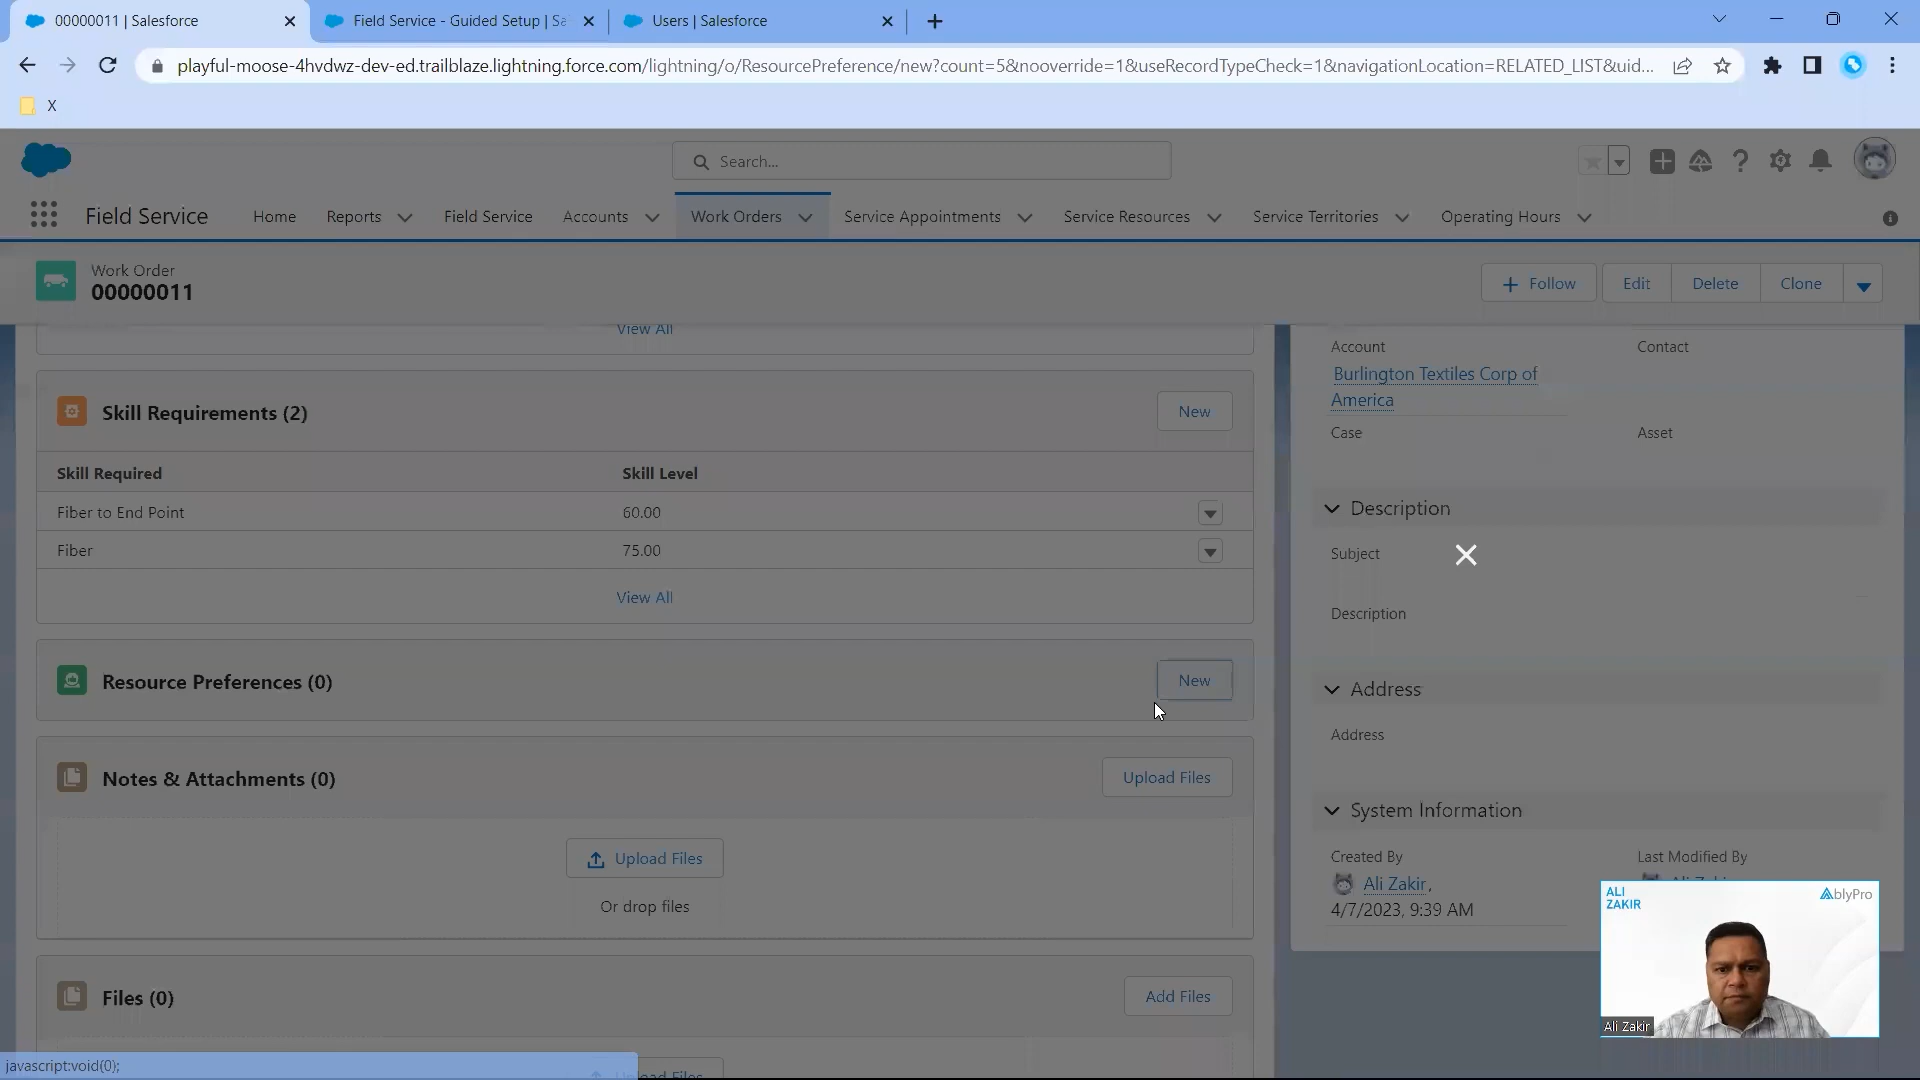 00000011 | Salesforce
Field Service - Guided Setup | Sa
Users | Salesforce
playful-moose-4hvdwz-dev-ed.trailblaze.lightning.force.com/lightning/o/ResourcePreference/new?count=5&nooverride=1&useRecordTypeCheck=1&navigationLocation=RELATED_LIST&uid...
X
Search...
Field Service
Home
Reports
Field Service
Accounts
Work Orders
Service Appointments
Service Resources
Service Territories
Operating Hours
Work Order
00000011
Follow
Edit
Delete
Clone
View All
Skill Requirements (2)
New
Skill Required
Skill Level
Fiber to End Point
60.00
Fiber
75.00
View All
Resource Preferences (0)
New
Notes & Attachments (0)
Upload Files
Upload Files
Or drop files
Files (0)
Add Files
Upload Files
Account
Contact
Burlington Textiles Corp of
America
Case
Asset
Description
Subject
Description
Address
Address
System Information
Created By
Last Modified By
Ali Zakir,
Ali Zakir
4/7/2023, 9:39 AM
ALI
ZAKIR
AblyPro
Ali Zakir
javascript:void(0);